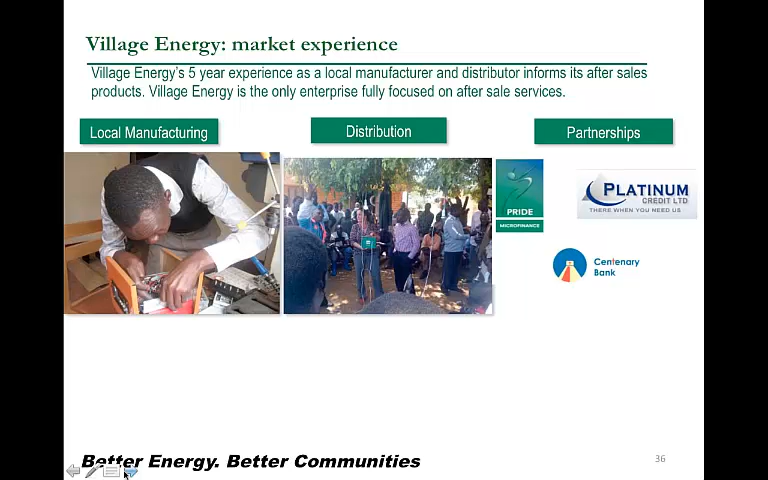 Village Energy: market experience
Village Energy's 5 year experience as a local manufacturer and distributor informs its after sales
products. Village Energy is the only enterprise fully focused on after sale services.
Local Manufacturing
Distribution
Partnerships
PRIDE
MICROFINANCE
PLATINUM
CREDIT LTD
THERE WHEN YOU NEED US
Centenary
Bank
Better Energy. Better Communities
36